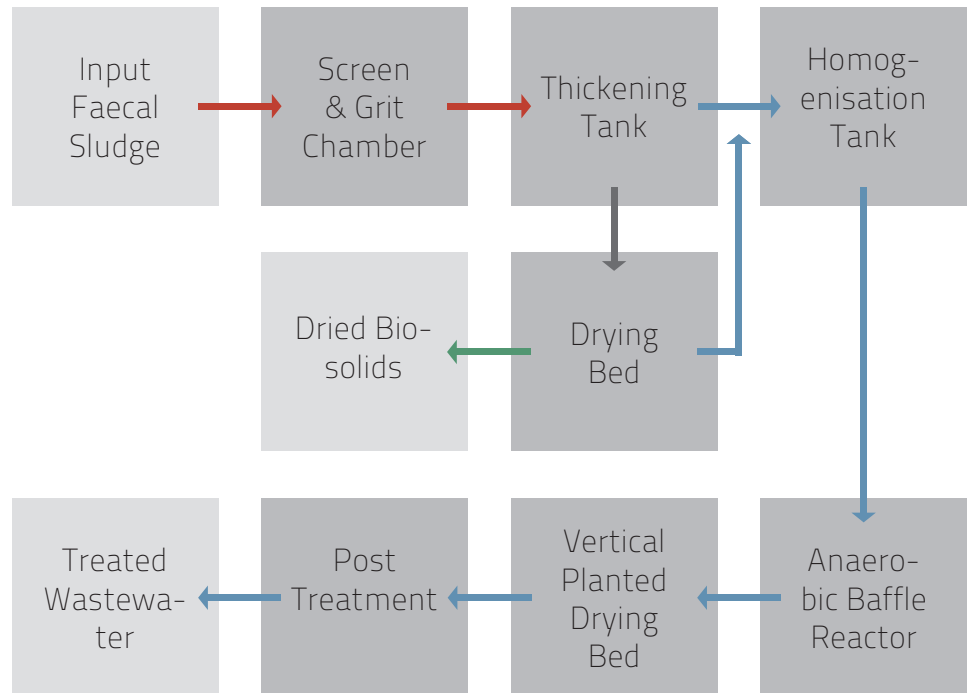 Input
Faecal
Sludge
Screen
& Grit
Chamber
Thickening
Tank
Homog-
enisation
Tank
Dried Bio-
solids
Drying
Bed
Treated
Wastewa-
ter
Post
Treatment
Vertical
Planted
Drying
Bed
Anaero-
bic Baffle
Reactor